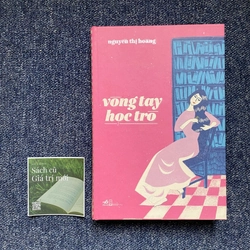 nguyễn thị hoàng
vòng tay
học trò
Sách cũ
Giá trị mới